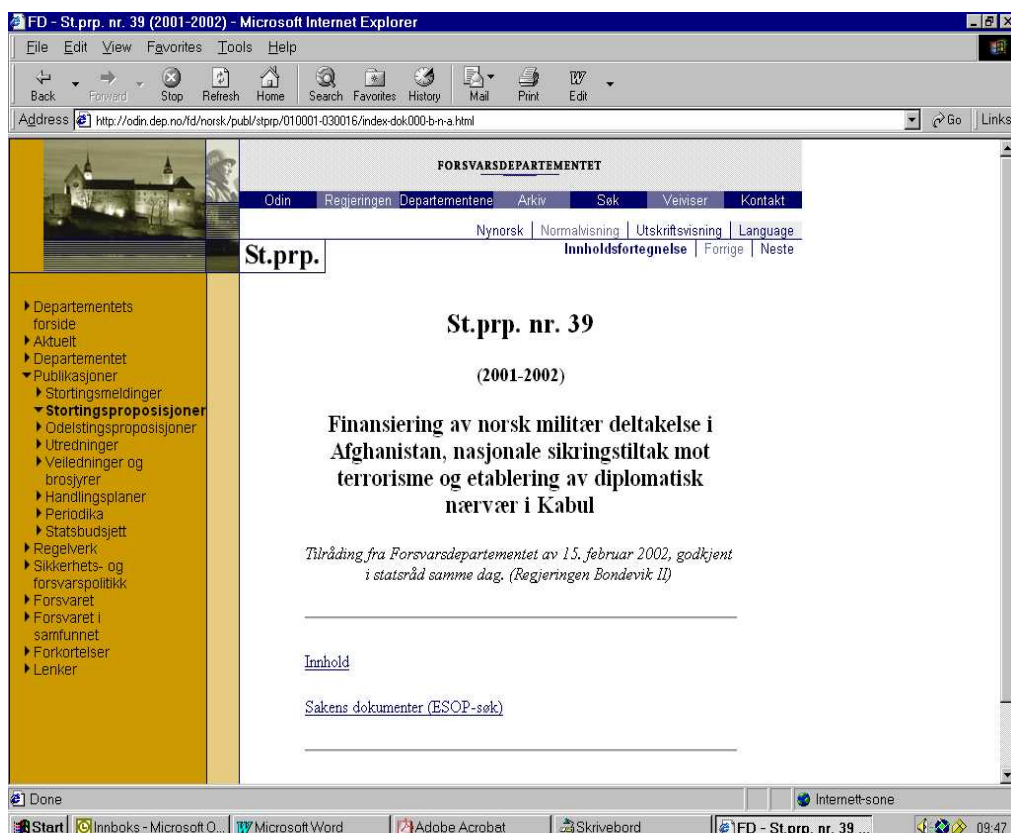 FD - St.prp. nr. 39 (2001-2002) - Microsoft Internet Explorer
File Edit View Favorites Tools Help
Back Forward Stop Refresh Home Search Favorites History Mail Print Edit
Address http://odin.dep.no/fd/norsk/publ/stprp/010001-030016/index-dok000-b-n-a.html Go Links
FORSVARSDEPARTEMENTET
Odin Regjeringen Departementene Arkiv Søk Veiviser Kontakt
Nynorsk | Normalvisning | Utskriftsvisning | Language
Innholdsfortegnelse | Forrige | Neste
St.prp.
Departementets
forside
Aktuelt
Departementet
Publikasjoner
Stortingsmeldinger
Stortingsproposisjoner
Odelstingsproposisjoner
Utredninger
Veiledninger og
brosjyrer
Handlingsplaner
Periodika
Statsbudsjett
Regelverk
Sikkerhets- og
forsvarspolitikk
Forsvaret
Forsvaret i
samfunnet
Forkortelser
Lenker
St.prp. nr. 39
(2001-2002)
Finansiering av norsk militær deltakelse i
Afghanistan, nasjonale sikringstiltak mot
terrorisme og etablering av diplomatisk
nærvær i Kabul
Tilråding fra Forsvarsdepartementet av 15. februar 2002, godkjent
i statsråd samme dag. (Regjeringen Bondevik II)
Innhold
Sakens dokumenter (ESOP-søk)
Done Internett-sone
Start Innboks - Microsoft O... Microsoft Word Adobe Acrobat Skrivebord FD - St.prp. nr. 39 ... 09:47